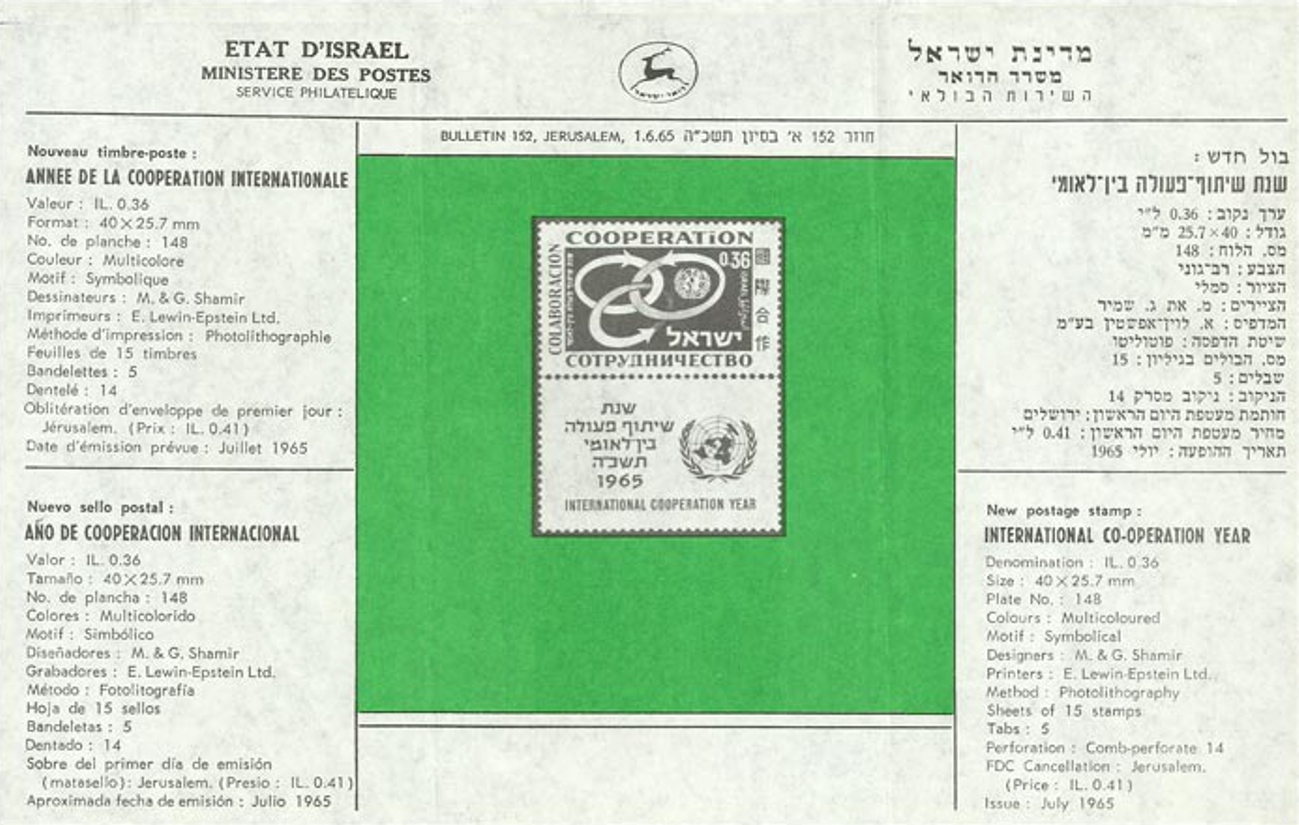 ETAT D'ISRAEL
MINISTERE DES POSTES
SERVICE PHILATELIQUE
מדינת ישראל
משרד הדואר
השירות הבולאי
BULLETIN 152, JERUSALEM, 1.6.65 חוזר 152 א' בסיון תשכ"ה
Nouveau timbre-poste :
ANNEE DE LA COOPERATION INTERNATIONALE
Valeur : IL. 0.36
Format : 40×25.7 mm
No. de planche : 148
Couleur : Multicolore
Motif : Symbolique
Dessinateurs : M. & G. Shamir
Imprimeurs : E. Lewin-Epstein Ltd.
Méthode d'impression : Photolithographie
Feuilles de 15 timbres
Bandelettes : 5
Dentelé : 14
Oblitération d'enveloppe de premier jour :
Jérusalem. (Prix : IL. 0.41)
Date d'émission prévue : Juillet 1965
Nuevo sello postal :
AÑO DE COOPERACION INTERNACIONAL
Valor : IL. 0.36
Tamaño : 40×25.7 mm
No. de plancha : 148
Colores : Multicolorido
Motif : Simbólico
Diseñadores : M. & G. Shamir
Grabadores : E. Lewin-Epstein Ltd.
Método : Fotolitografía
Hoja de 15 sellos
Bandeletas : 5
Dentado : 14
Sobre del primer día de emisión
(matasello): Jerusalem. (Presio : IL. 0.41)
Aproximada fecha de emisión : Julio 1965
COOPERATiON
COLABORACION
0.36
國
際
合
作
ישראל
СОТРУДНИЧЕСТВО
שנת
שיתוף פעולה
בין־לאומי
תשכ"ה
1965
INTERNATIONAL COOPERATION YEAR
בול חדש :
שנת שיתוף־פעולה בין־לאומי
ערך נקוב : 0.36 ל"י
גודל : 40×25.7 מ"מ
מס. הלוח : 148
הצבע : רב־גוני
הציור : סמלי
הציירים : מ. את ג. שמיר
המדפיס : א. לוין־אפשטין בע"מ
שיטת הדפסה : פוטוליטו
מס. הבולים בגיליון : 15
שבלים : 5
הניקוב : ניקוב מסרק 14
חותמת מעטפת היום הראשון : ירושלים
מחיר מעטפת היום הראשון : 0.41 ל"י
תאריך ההופעה : יולי 1965
New postage stamp :
INTERNATIONAL CO-OPERATION YEAR
Denomination : IL. 0.36
Size : 40×25.7 mm
Plate No. : 148
Colours : Multicoloured
Motif : Symbolical
Designers : M. & G. Shamir
Printers : E. Lewin-Epstein Ltd.
Method : Photolithography
Sheets of 15 stamps
Tabs : 5
Perforation : Comb-perforate 14
FDC Cancellation : Jerusalem.
(Price : IL. 0.41)
Issue : July 1965